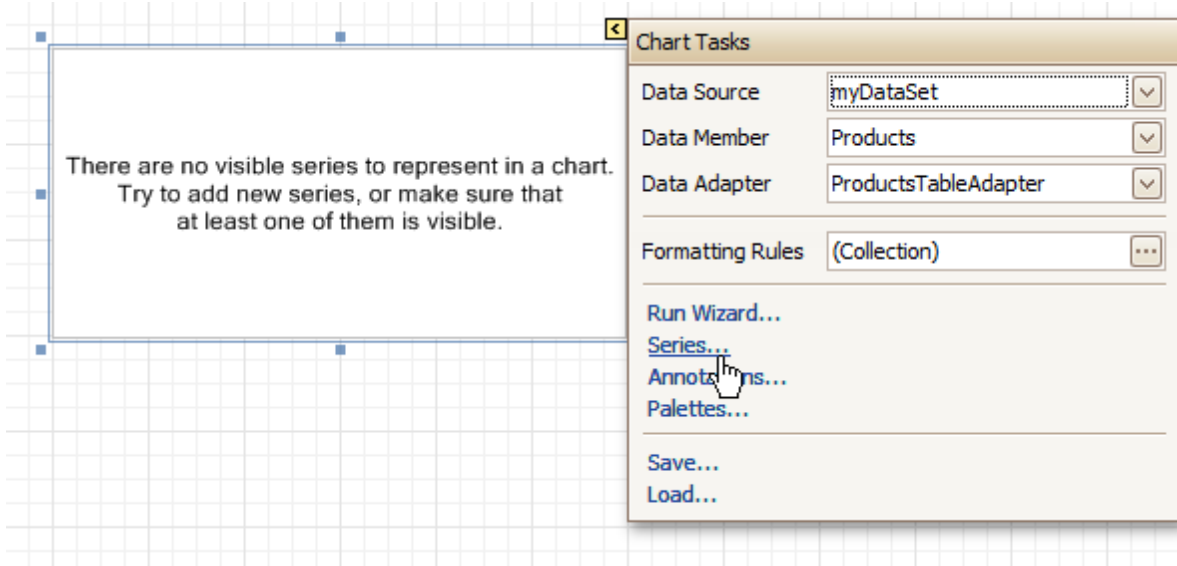 There are no visible series to represent in a chart.
Try to add new series, or make sure that
at least one of them is visible.
Chart Tasks
Data Source myDataSet
Data Member Products
Data Adapter ProductsTableAdapter
Formatting Rules (Collection)
Run Wizard...
Series...
Palettes...
Save...
Load...